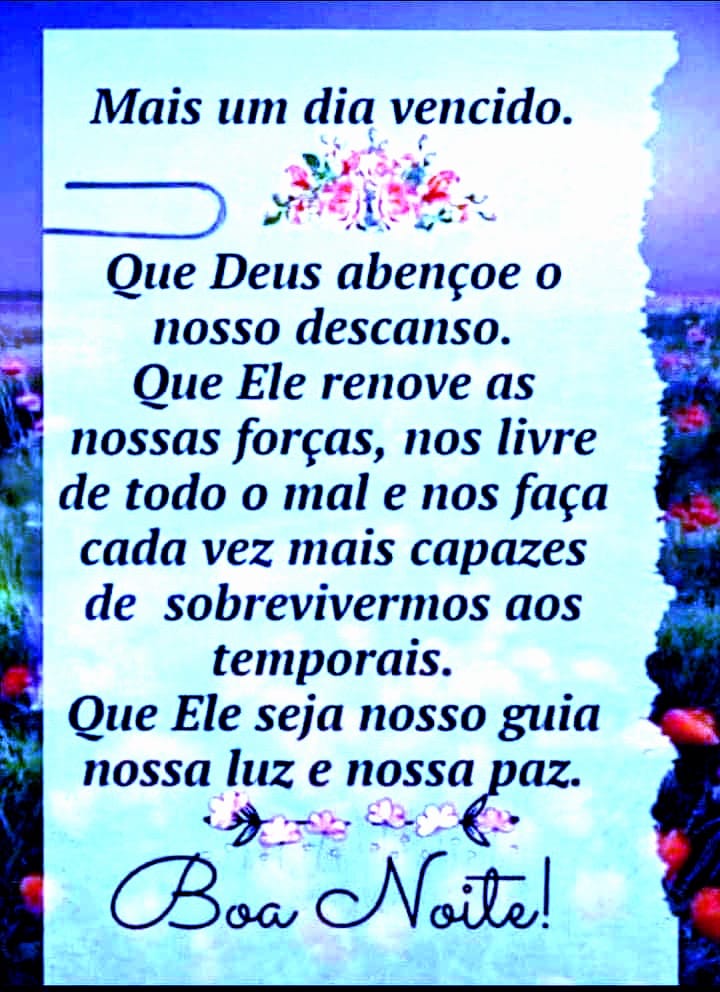 Mais um dia vencido.
Que Deus abençoe o
nosso descanso.
Que Ele renove as
nossas forças, nos livre
de todo o mal e nos faça
cada vez mais capazes
de sobrevivermos aos
temporais.
Que Ele seja nosso guia
nossa luz e nossa paz.
Boa Noite!